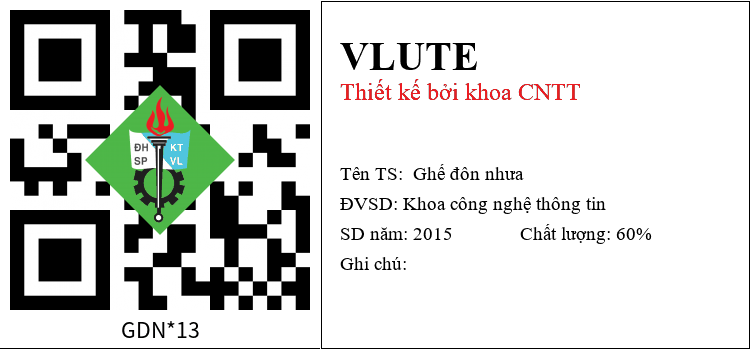 ĐH KT
SP VL
GDN*13
VLUTE
Thiết kế bởi khoa CNTT
Tên TS: Ghế đôn nhưa
ĐVSD: Khoa công nghệ thông tin
SD năm: 2015 Chất lượng: 60%
Ghi chú: